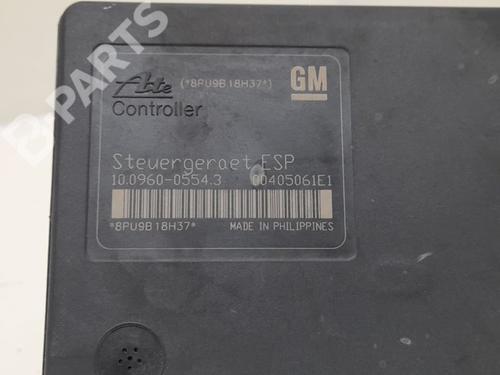 B-PARTS
Ate (*8PU9B18H37*) GM
Controller
Steuergeraet ESP
10.0960-0554.3 00405061E1
*8PU9B18H37* MADE IN PHILIPPINES